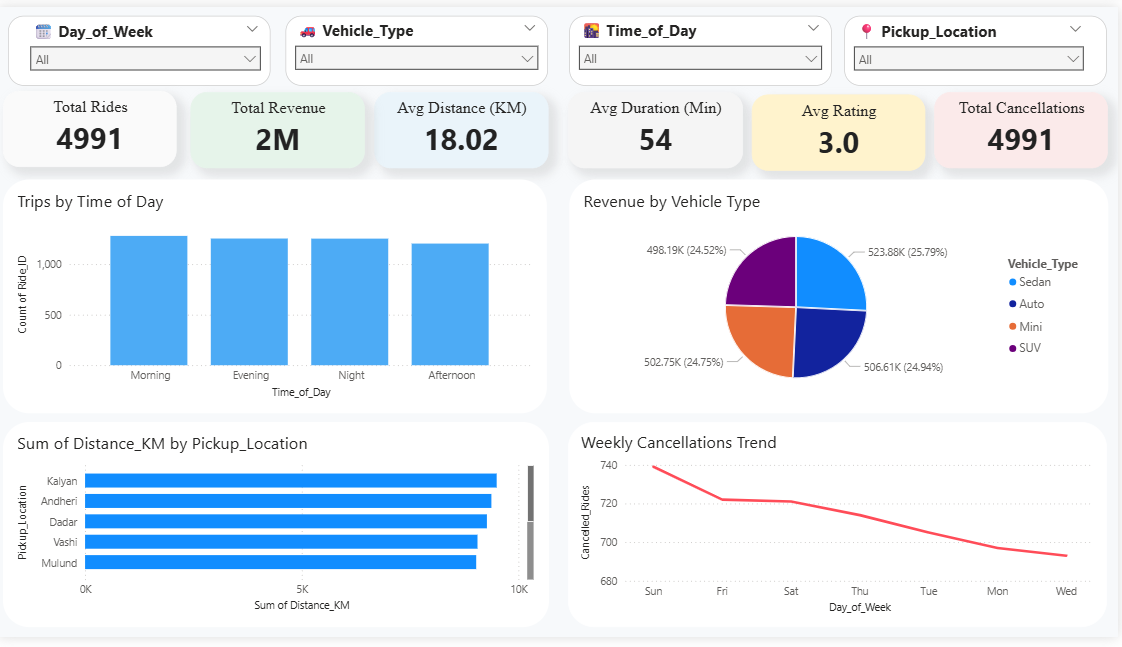 Day_of_Week
All
Vehicle_Type
All
Time_of_Day
All
Pickup_Location
All
Total Rides
4991
Total Revenue
2M
Avg Distance (KM)
18.02
Avg Duration (Min)
54
Avg Rating
3.0
Total Cancellations
4991
Trips by Time of Day
Count of Ride_ID
1,000
500
0
Morning
Evening
Night
Afternoon
Time_of_Day
Revenue by Vehicle Type
498.19K (24.52%)
523.88K (25.79%)
502.75K (24.75%)
506.61K (24.94%)
Vehicle_Type
Sedan
Auto
Mini
SUV
Sum of Distance_KM by Pickup_Location
Pickup_Location
Kalyan
Andheri
Dadar
Vashi
Mulund
0K
5K
10K
Sum of Distance_KM
Weekly Cancellations Trend
Cancelled_Rides
740
720
700
680
Sun
Fri
Sat
Thu
Tue
Mon
Wed
Day_of_Week